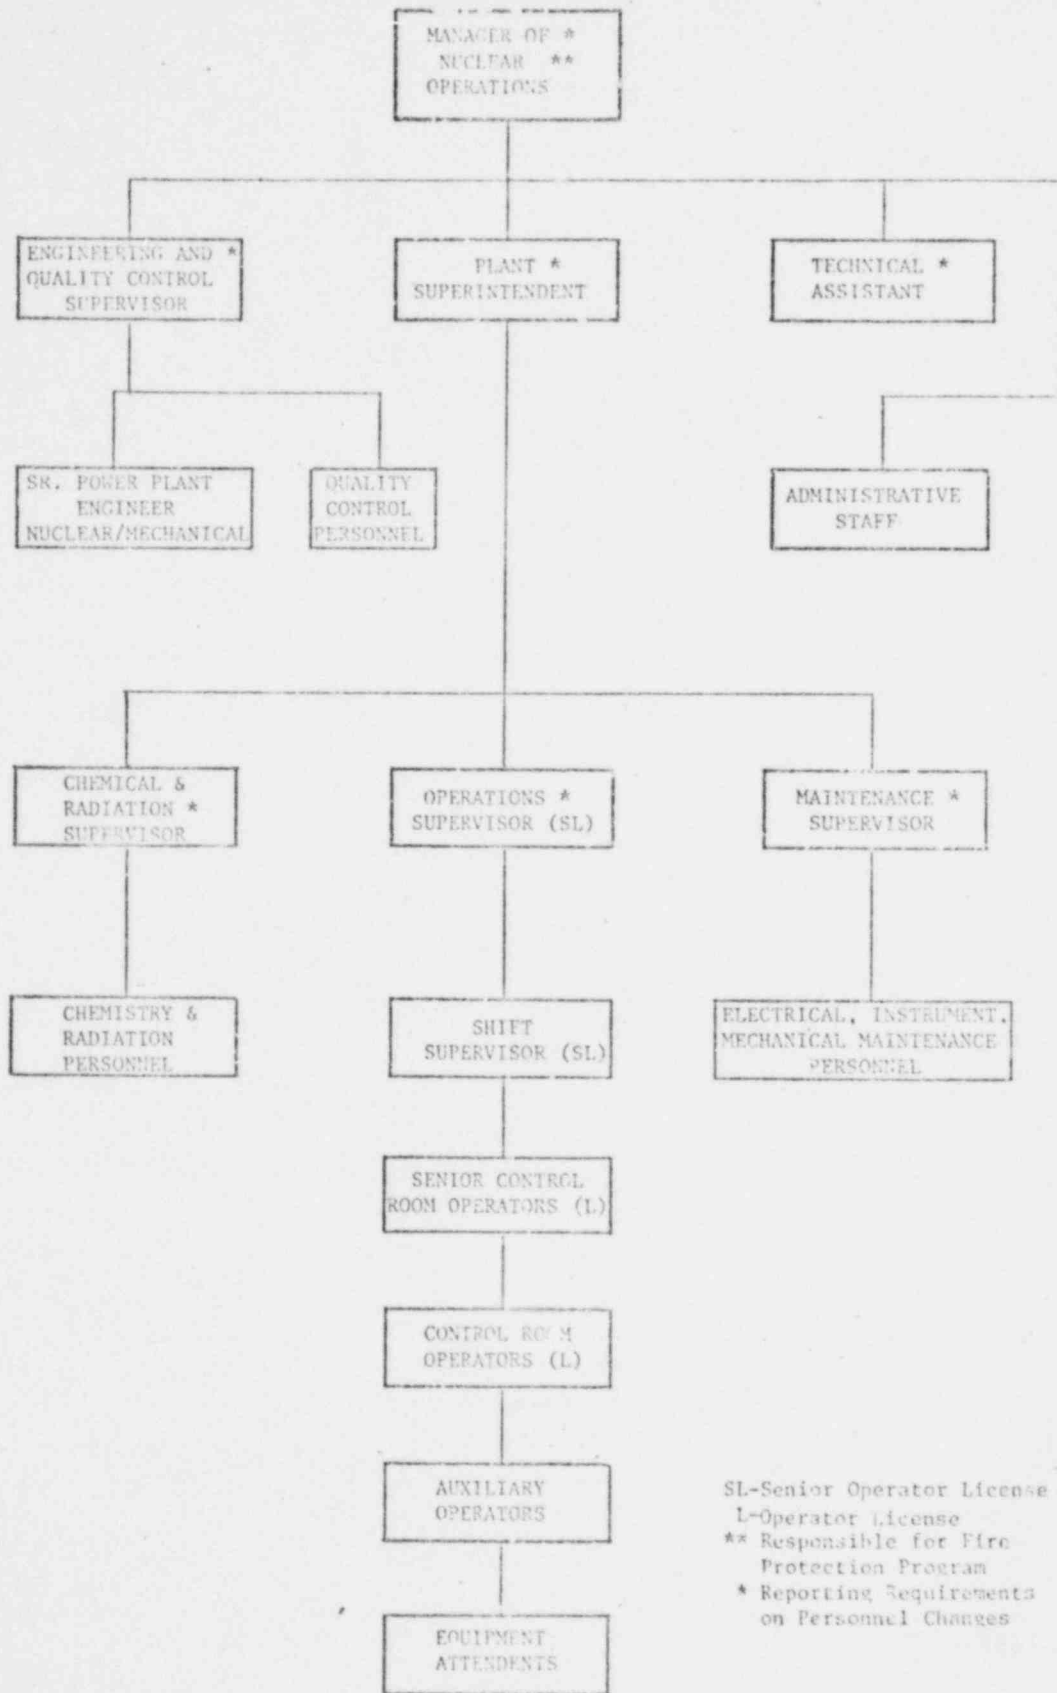 MANAGER OF *
NUCLEAR **
OPERATIONS
ENGINEERING AND *
QUALITY CONTROL
SUPERVISOR
PLANT *
SUPERINTENDENT
TECHNICAL *
ASSISTANT
SR. POWER PLANT
ENGINEER
NUCLEAR/MECHANICAL
QUALITY
CONTROL
PERSONNEL
ADMINISTRATIVE
STAFF
CHEMICAL &
RADIATION *
SUPERVISOR
OPERATIONS *
SUPERVISOR (SL)
MAINTENANCE *
SUPERVISOR
CHEMISTRY &
RADIATION
PERSONNEL
SHIFT
SUPERVISOR (SL)
ELECTRICAL, INSTRUMENT,
MECHANICAL MAINTENANCE
PERSONNEL
SENIOR CONTROL
ROOM OPERATORS (L)
CONTROL ROOM
OPERATORS (L)
AUXILIARY
OPERATORS
EQUIPMENT
ATTENDENTS
SL-Senior Operator License
L-Operator License
** Responsible for Fire
Protection Program
* Reporting Requirements
on Personnel Changes